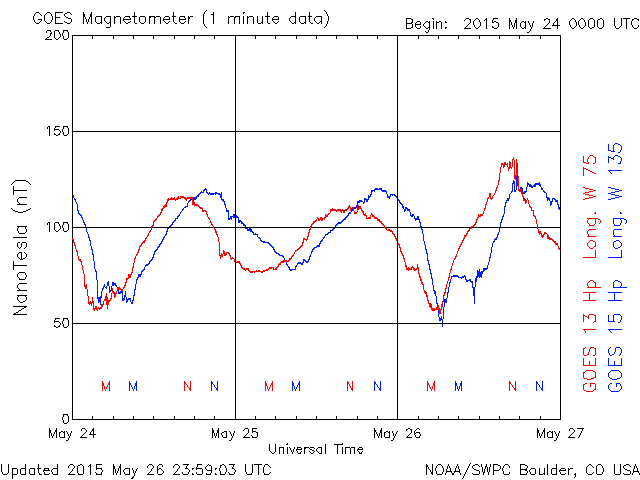 GOES Magnetometer (1 minute data)
Begin: 2015 May 24 0000 UTC
200
150
100
50
0
NanoTesla (nT)
M M N N M M N N M M N N
May 24 May 25 May 26 May 27
Universal Time
GOES 13 Hp Long. W 75
GOES 15 Hp Long. W 135
Updated 2015 May 26 23:59:03 UTC
NOAA/SWPC Boulder, CO USA